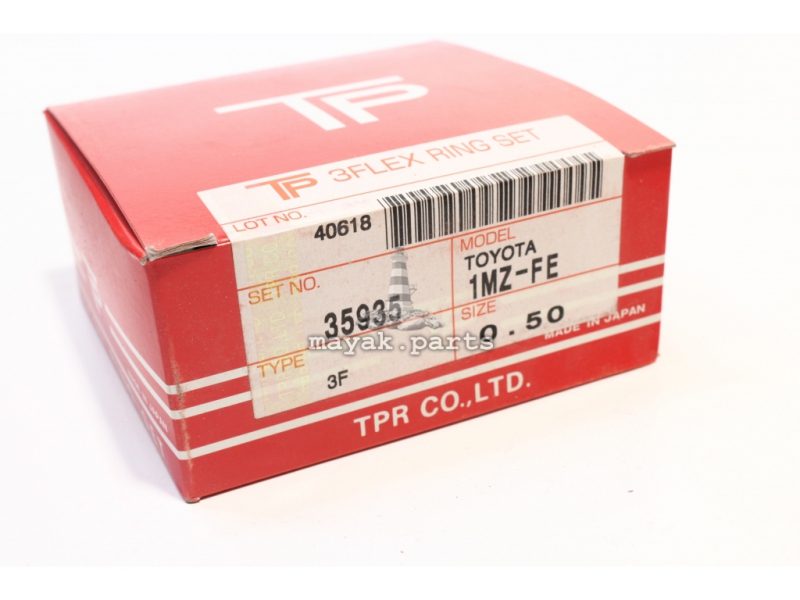 TP
TP 3FLEX RING SET
LOT NO. 40618
SET NO. 35935
MODEL
TOYOTA
1MZ-FE
TYPE 3F
SIZE
0.50
mayak.parts
MADE IN JAPAN
TPR CO.,LTD.